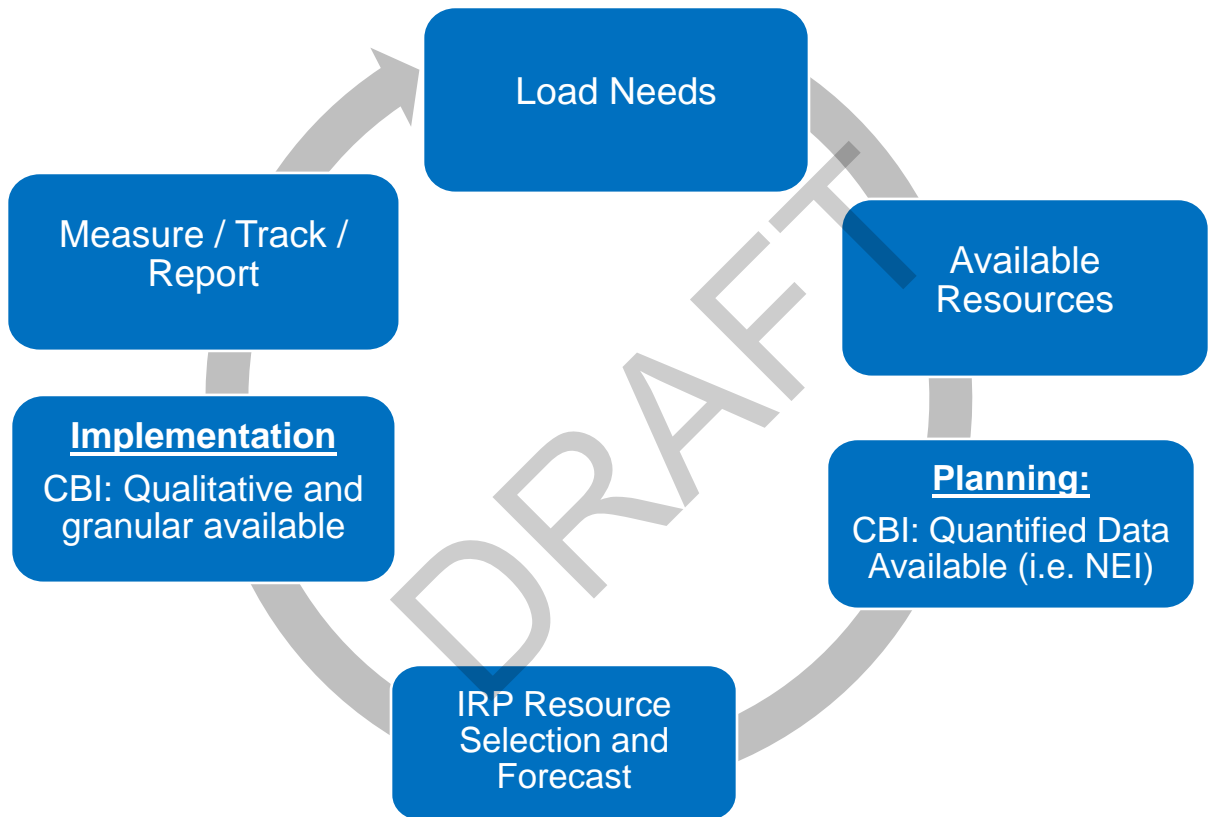 Load Needs
Available
Resources
Planning:
CBI: Quantified Data
Available (i.e. NEI)
IRP Resource
Selection and
Forecast
Implementation
CBI: Qualitative and
granular available
Measure / Track /
Report
DRAFT